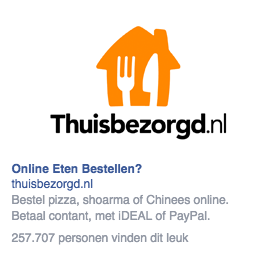 Thuisbezorgd.nl
Online Eten Bestellen?
thuisbezorgd.nl
Bestel pizza, shoarma of Chinees online.
Betaal contant, met iDEAL of PayPal.
257.707 personen vinden dit leuk